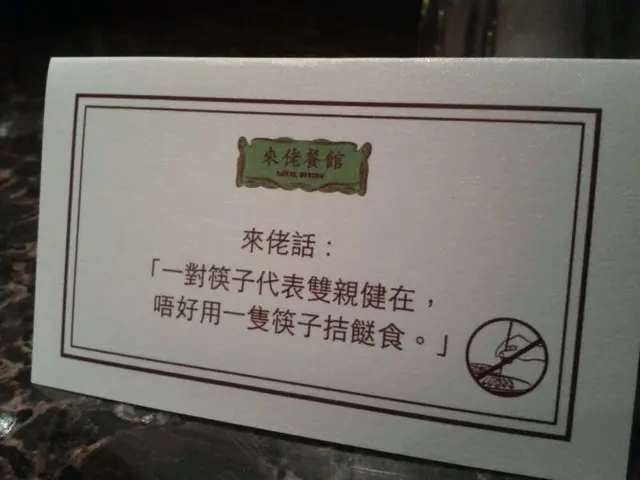 來佬餐館
LOCAL DINING
來佬話：
「一對筷子代表雙親健在，
唔好用一隻筷子拮餸食。」